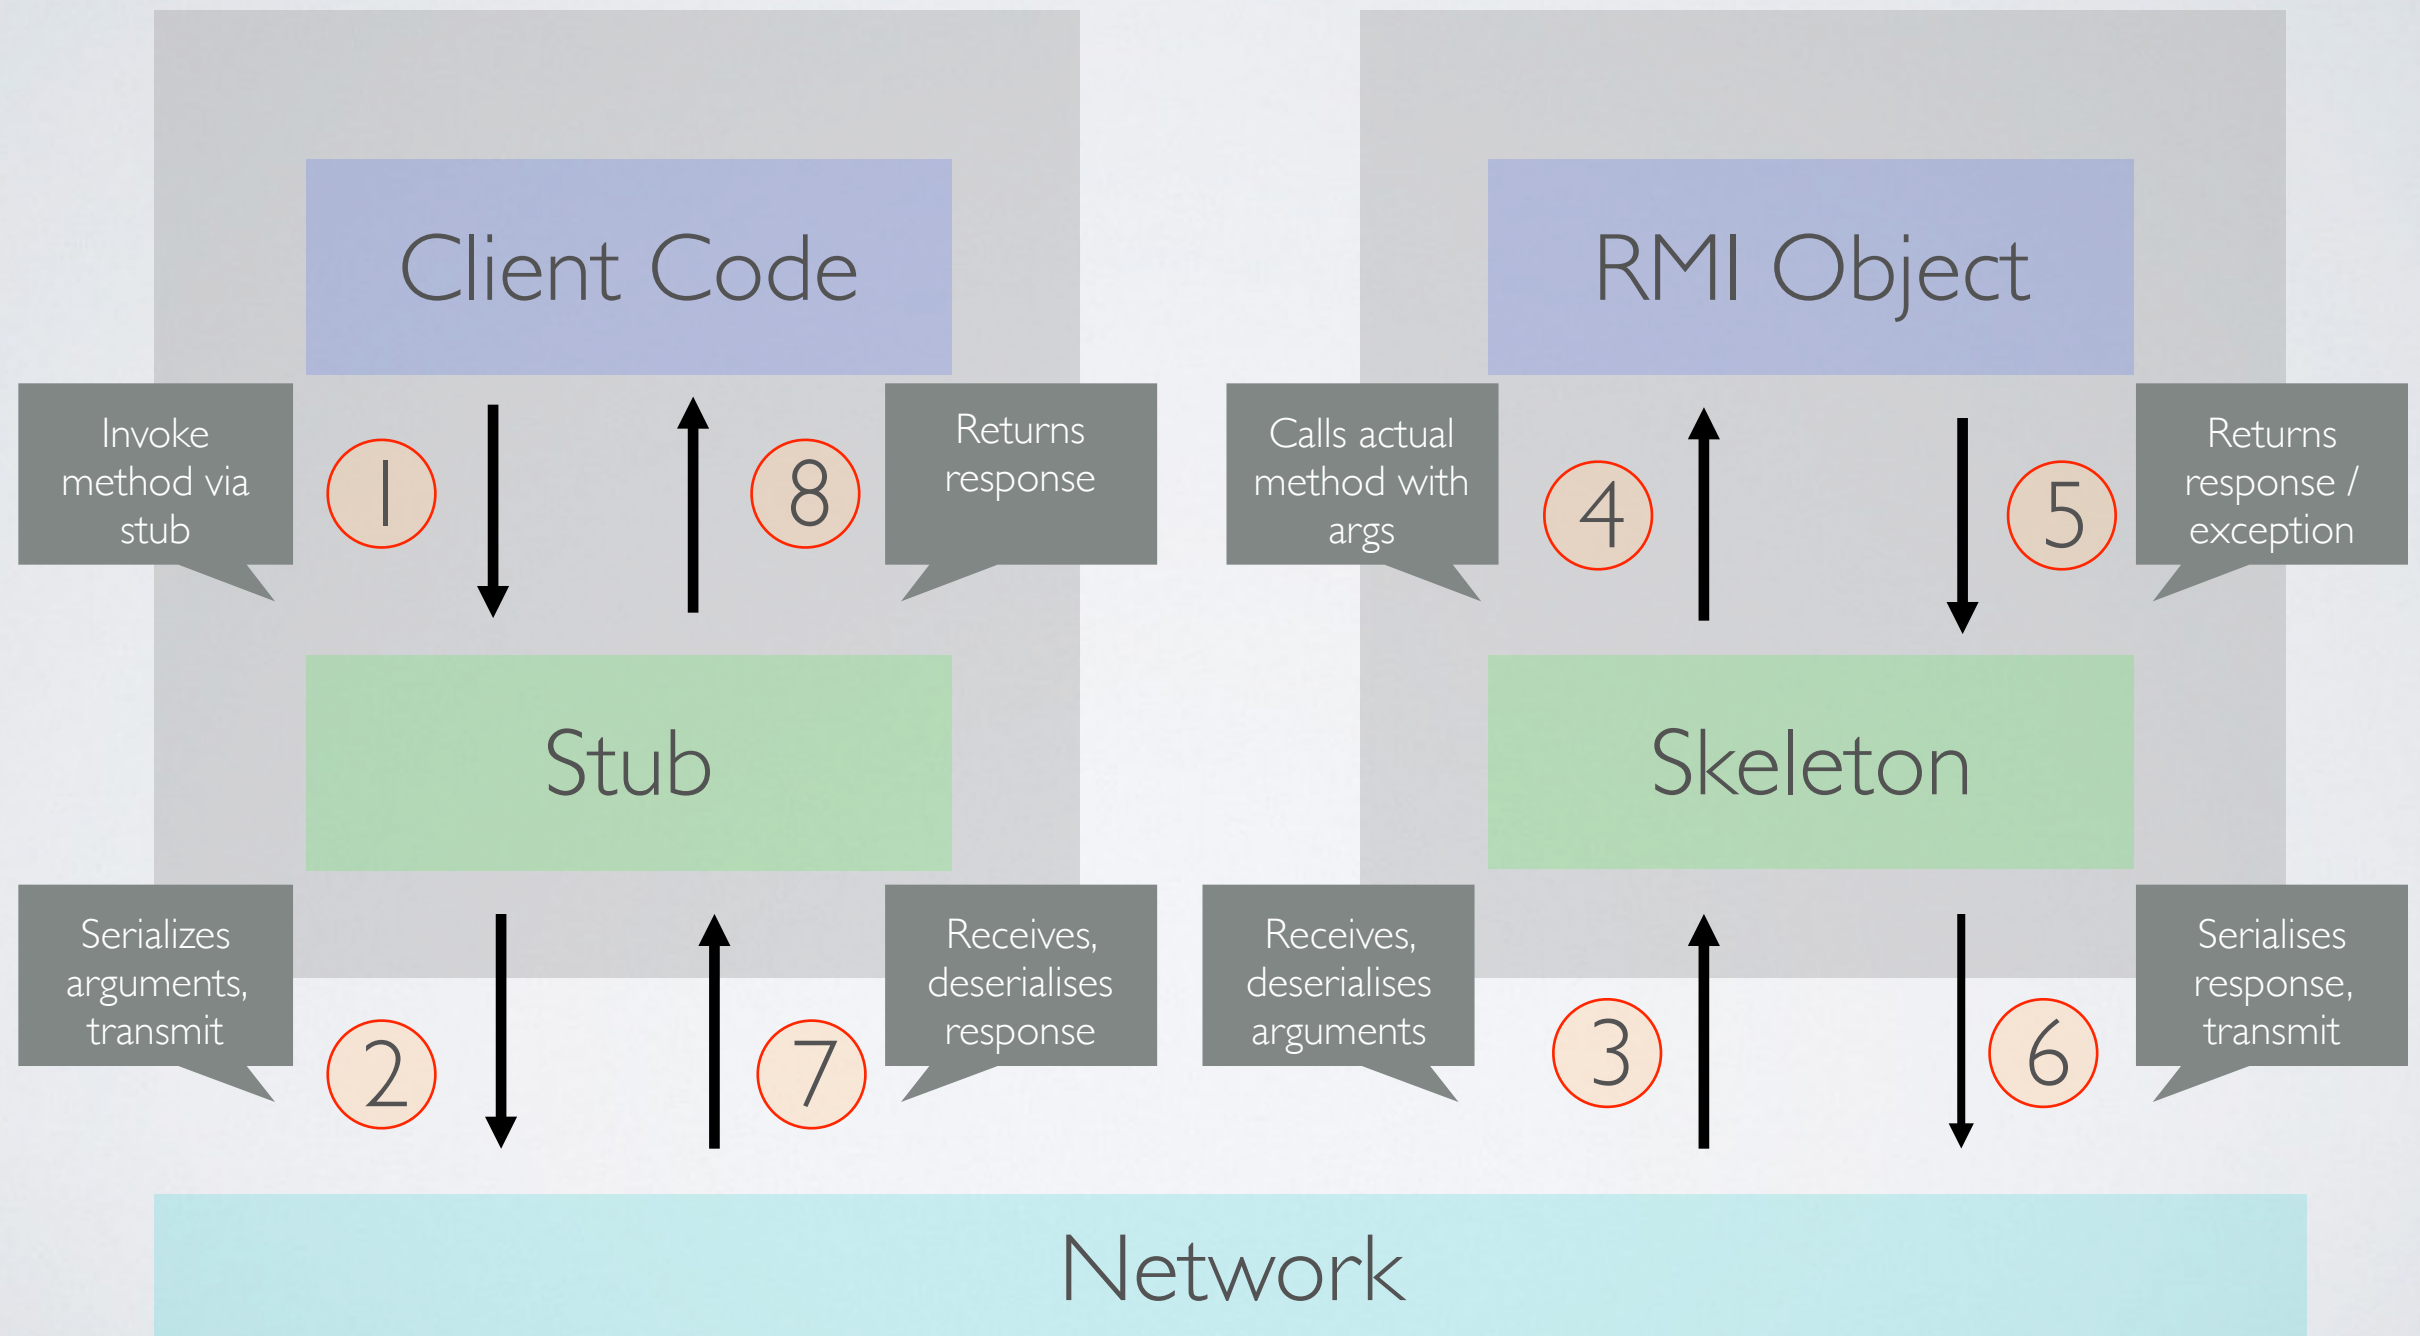 Client Code
RMI Object
Invoke
method via
stub
1
8
Returns
response
Calls actual
method with
args
4
5
Returns
response /
exception
Stub
Skeleton
Serializes
arguments,
transmit
2
7
Receives,
deserialises
response
Receives,
deserialises
arguments
3
6
Serialises
response,
transmit
Network